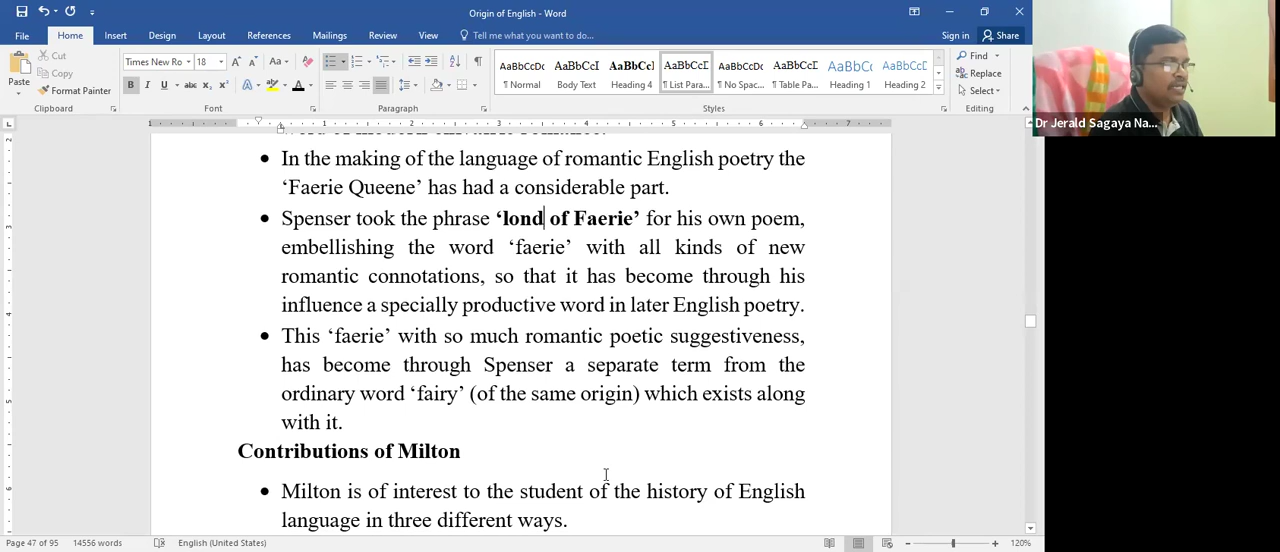 Origin of English - Word
File Home Insert Design Layout References Mailings Review View Tell me what you want to do... Sign in Share
Cut
Copy
Paste
Format Painter
Times New Ro 18
AaBbCcDc AaBbCcI AaBbCc AaBbCcI AaBbCcDc AaBbCcDc AaBbCc AaBbCcD
¶ Normal Body Text Heading 4 ¶ List Para... ¶ No Spac... ¶ Table Pa... Heading 1 Heading 2
Find
Replace
Select
Clipboard Font Paragraph Styles Editing
Dr Jerald Sagaya Na...
• In the making of the language of romantic English poetry the
‘Faerie Queene’ has had a considerable part.
• Spenser took the phrase ‘lond of Faerie’ for his own poem,
embellishing the word ‘faerie’ with all kinds of new
romantic connotations, so that it has become through his
influence a specially productive word in later English poetry.
• This ‘faerie’ with so much romantic poetic suggestiveness,
has become through Spenser a separate term from the
ordinary word ‘fairy’ (of the same origin) which exists along
with it.
Contributions of Milton
• Milton is of interest to the student of the history of English
language in three different ways.
Page 47 of 95 14556 words English (United States) 120%